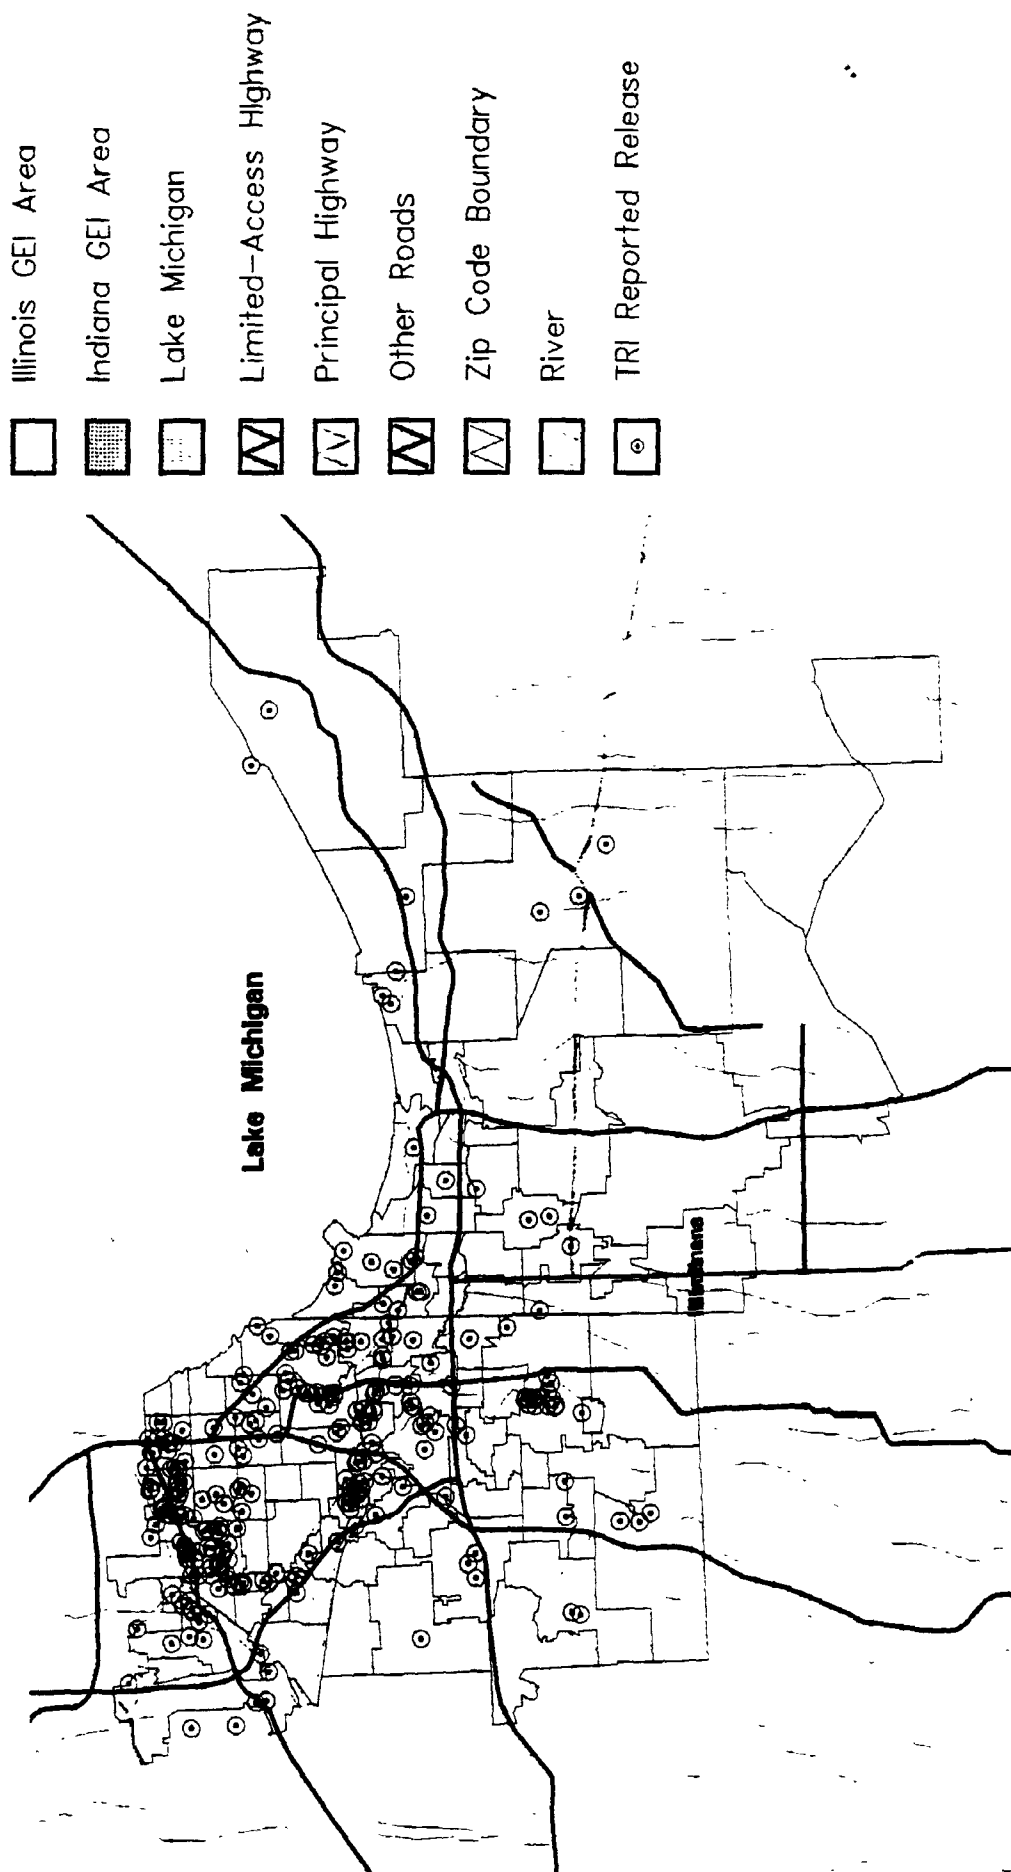 Illinois GEI Area
Indiana GEI Area
Lake Michigan
Limited-Access Highway
Principal Highway
Other Roads
Zip Code Boundary
River
TRI Reported Release
Lake Michigan